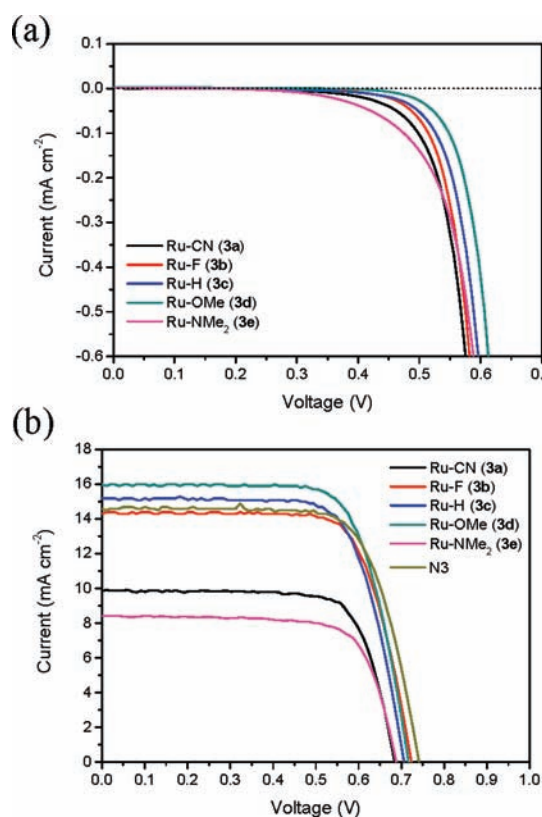 (a)
0.1
0.0
-0.1
-0.2
-0.3
-0.4
-0.5
-0.6
Current (mA cm-2)
Ru-CN (3a)
Ru-F (3b)
Ru-H (3c)
Ru-OMe (3d)
Ru-NMe2 (3e)
0.0 0.1 0.2 0.3 0.4 0.5 0.6 0.7
Voltage (V)
(b)
18
16
14
12
10
8
6
4
2
0
Current (mA cm-2)
Ru-CN (3a)
Ru-F (3b)
Ru-H (3c)
Ru-OMe (3d)
Ru-NMe2 (3e)
N3
0.0 0.1 0.2 0.3 0.4 0.5 0.6 0.7 0.8 0.9 1.0
Voltage (V)